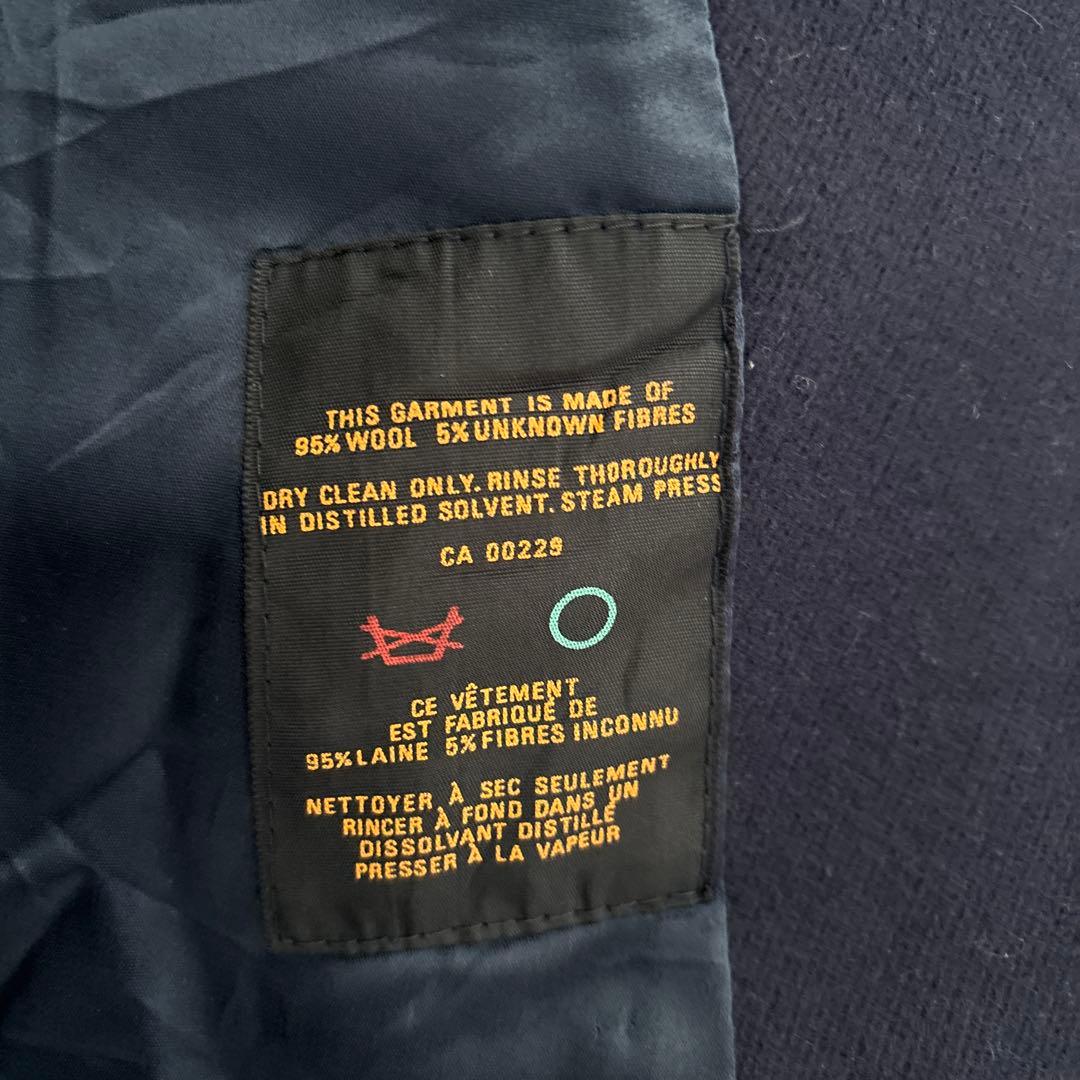 THIS GARMENT IS MADE OF
95% WOOL 5% UNKNOWN FIBRES
DRY CLEAN ONLY. RINSE THOROUGHLY
IN DISTILLED SOLVENT. STEAM PRESS
CA 00229
CE VÊTEMENT
EST FABRIQUÉ DE
95% LAINE 5% FIBRES INCONNU
NETTOYER À SEC SEULEMENT
RINCER À FOND DANS UN
DISSOLVANT DISTILLÉ
PRESSER À LA VAPEUR